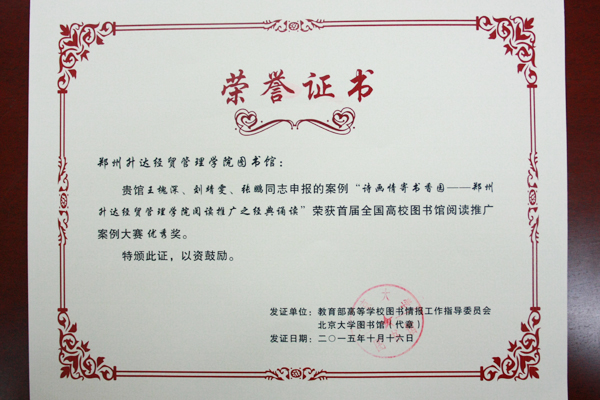 荣誉证书
郑州升达经贸管理学院图书馆：
贵馆王槐深、刘靖雯、张鹏同志申报的案例“诗画情寄书香园——郑州
升达经贸管理学院阅读推广之经典诵读”荣获首届全国高校图书馆阅读推广
案例大赛优秀奖。
特颁此证，以资鼓励。
发证单位：教育部高等学校图书情报工作指导委员会
北京大学图书馆（代章）
发证日期：二〇一五年十月十六日